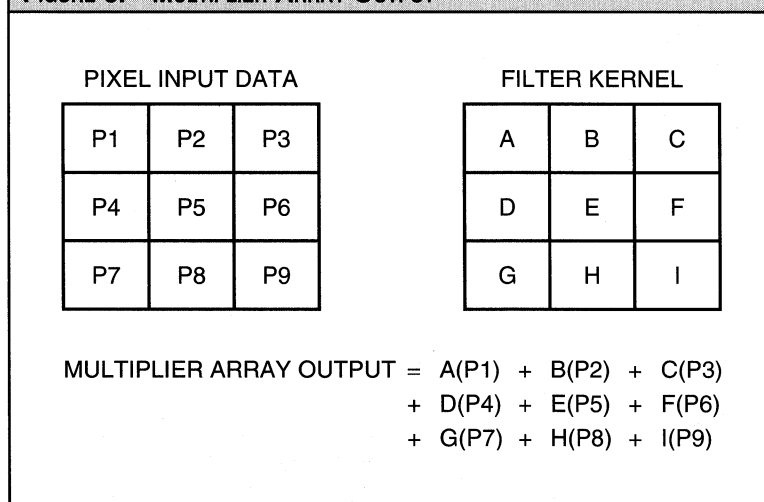 PIXEL INPUT DATA
FILTER KERNEL
P1 P2 P3
A B C
P4 P5 P6
D E F
P7 P8 P9
G H I
MULTIPLIER ARRAY OUTPUT = A(P1) + B(P2) + C(P3)
+ D(P4) + E(P5) + F(P6)
+ G(P7) + H(P8) + I(P9)